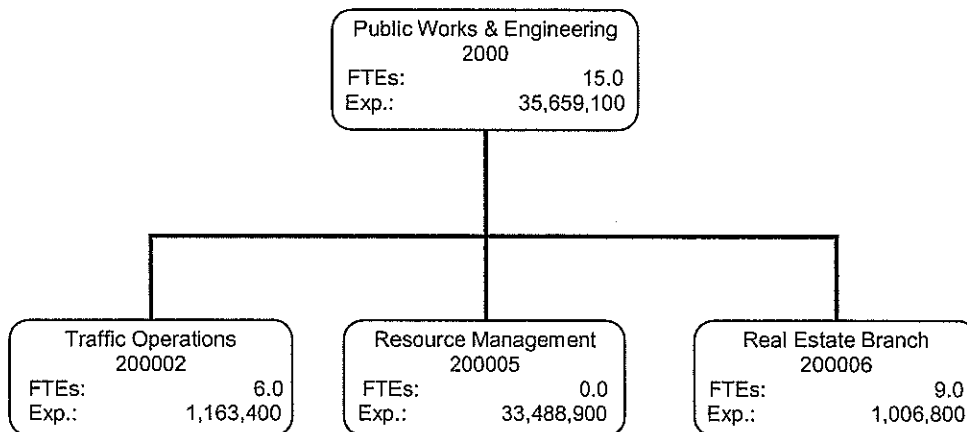 Public Works & Engineering
2000
FTEs: 15.0
Exp.: 35,659,100
Traffic Operations
200002
FTEs: 6.0
Exp.: 1,163,400
Resource Management
200005
FTEs: 0.0
Exp.: 33,488,900
Real Estate Branch
200006
FTEs: 9.0
Exp.: 1,006,800